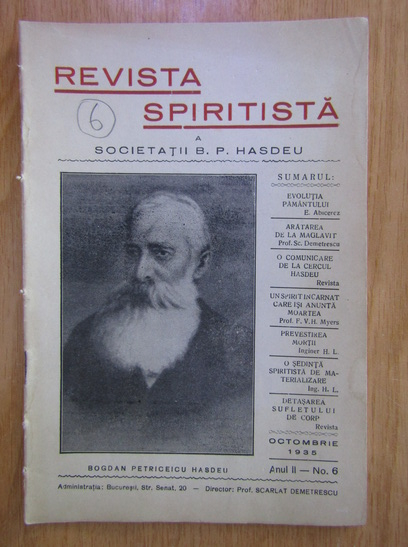 REVISTA
SPIRITISTĂ
6
A
SOCIETAȚII B. P. HASDEU
SUMARUL:
EVOLUȚIA
PĂMÂNTULUI
E. Abicercz
ARĂTAREA
DE LA MAGLAVIT
Prof. Sc. Demetrescu
O COMUNICARE
DE LA CERCUL
HASDEU
Revista
UN SPIRIT INCARNAT
CARE IȘI ANUNȚĂ
MOARTEA
Prof. F. V. H. Myers
PREVESTIREA
MORȚII
Inginer H. L.
O ȘEDINȚĂ
SPIRITISTĂ DE MA-
TERIALIZARE
Ing. H. L.
DETAȘAREA
SUFLETULUI
DE CORP
Revista
OCTOMBRIE
1935
BOGDAN PETRICEICU HASDEU
Anul II — No. 6
Administrația: București, Str. Senat, 20 — Director: Prof. SCARLAT DEMETRESCU